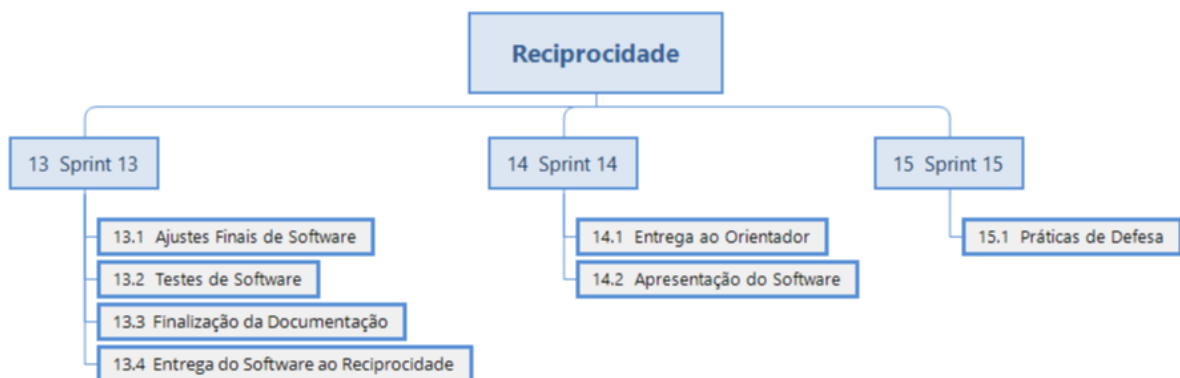 Reciprocidade
13 Sprint 13
14 Sprint 14
15 Sprint 15
13.1 Ajustes Finais de Software
13.2 Testes de Software
13.3 Finalização da Documentação
13.4 Entrega do Software ao Reciprocidade
14.1 Entrega ao Orientador
14.2 Apresentação do Software
15.1 Práticas de Defesa